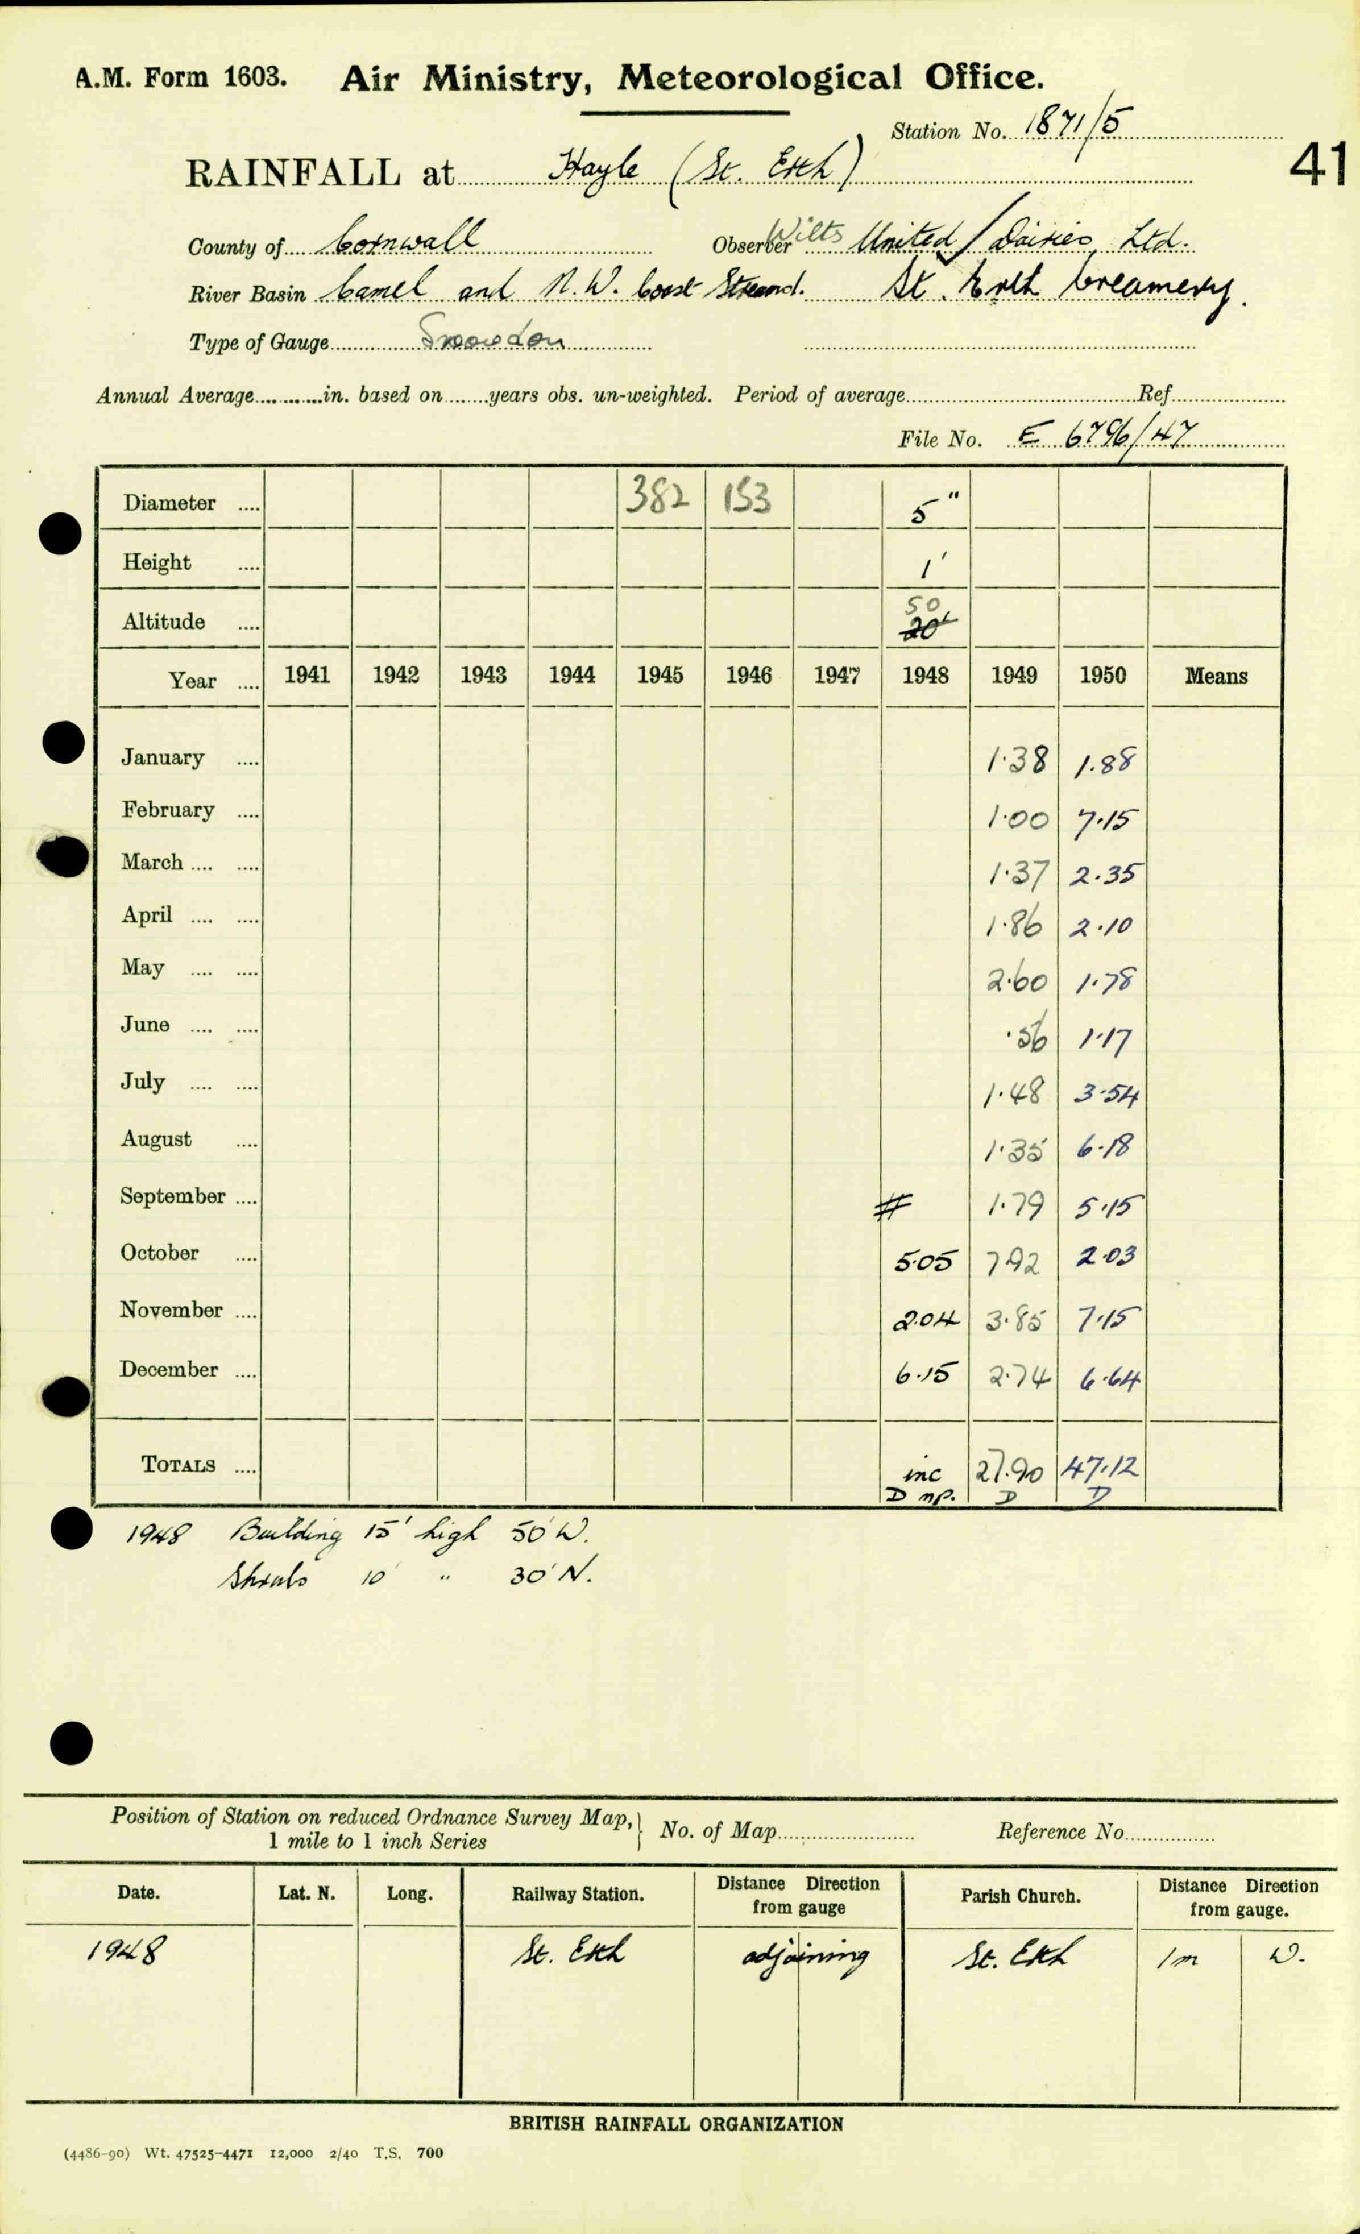 A.M. Form 1603. Air Ministry, Meteorological Office.
Station No. 1871/5
41
RAINFALL at Hayle (St. Erth)
County of Cornwall Observer Wilts United Dairies Ltd.
River Basin Camel and N.W. Coast Streams. St. Erth Creamery.
Type of Gauge Snowdon
Annual Average in. based on years obs. un-weighted. Period of average Ref
File No. E 6796/47
Diameter 382 153 5"
Height 1'
Altitude 50 20'
Year 1941 1942 1943 1944 1945 1946 1947 1948 1949 1950 Means
January 1.38 1.88
February 1.00 7.15
March 1.37 2.35
April 1.86 2.10
May 2.60 1.78
June .56 1.17
July 1.48 3.54
August 1.35 6.18
September # 1.79 5.15
October 5.05 7.92 2.03
November 2.04 3.85 7.15
December 6.15 2.74 6.64
TOTALS inc 27.90 47.12
D np. D D
1948 Building 15' high 50' W.
Shrubs 10' " 30' N.
Position of Station on reduced Ordnance Survey Map, 1 mile to 1 inch Series } No. of Map Reference No
Date. Lat. N. Long. Railway Station. Distance Direction from gauge Parish Church. Distance Direction from gauge.
1948 St. Erth adjoining St. Erth 1m W.
BRITISH RAINFALL ORGANIZATION
(4486-90) Wt. 47525-4471 12,000 2/40 T.S. 700